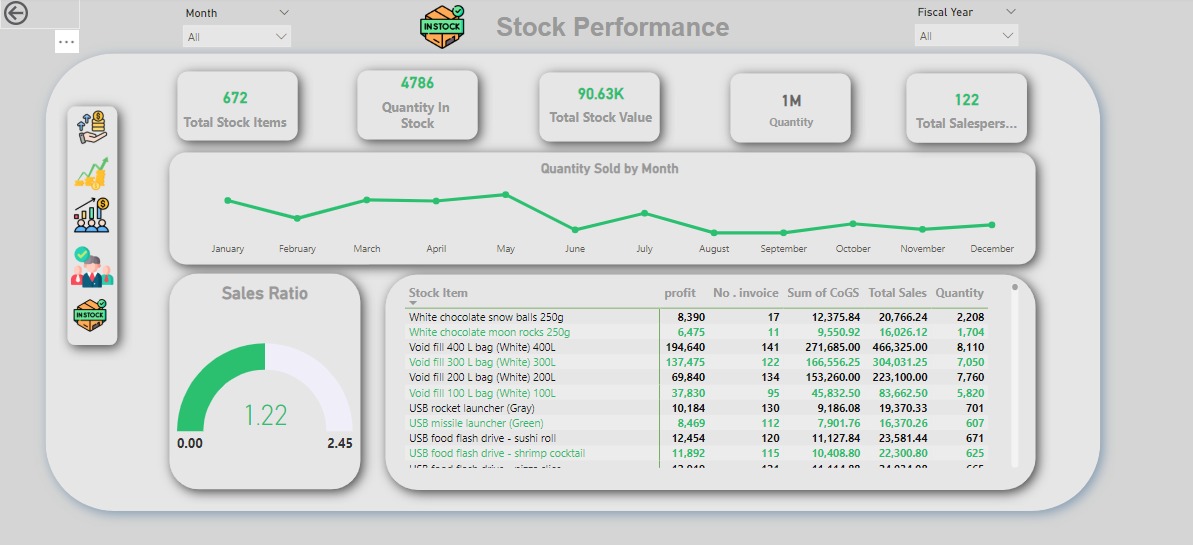 Month
All
IN STOCK
Stock Performance
Fiscal Year
All
672
Total Stock Items
4786
Quantity In
Stock
90.63K
Total Stock Value
1M
Quantity
122
Total Salespers...
IN STOCK
Quantity Sold by Month
January February March April May June July August September October November December
Sales Ratio
1.22
0.00 2.45
Stock Item profit No . invoice Sum of CoGS Total Sales Quantity
White chocolate snow balls 250g 8,390 17 12,375.84 20,766.24 2,208
White chocolate moon rocks 250g 6,475 11 9,550.92 16,026.12 1,704
Void fill 400 L bag (White) 400L 194,640 141 271,685.00 466,325.00 8,110
Void fill 300 L bag (White) 300L 137,475 122 166,556.25 304,031.25 7,050
Void fill 200 L bag (White) 200L 69,840 134 153,260.00 223,100.00 7,760
Void fill 100 L bag (White) 100L 37,830 95 45,832.50 83,662.50 5,820
USB rocket launcher (Gray) 10,184 130 9,186.08 19,370.33 701
USB missile launcher (Green) 8,469 112 7,901.76 16,370.26 607
USB food flash drive - sushi roll 12,454 120 11,127.84 23,581.44 671
USB food flash drive - shrimp cocktail 11,892 115 10,408.80 22,300.80 625